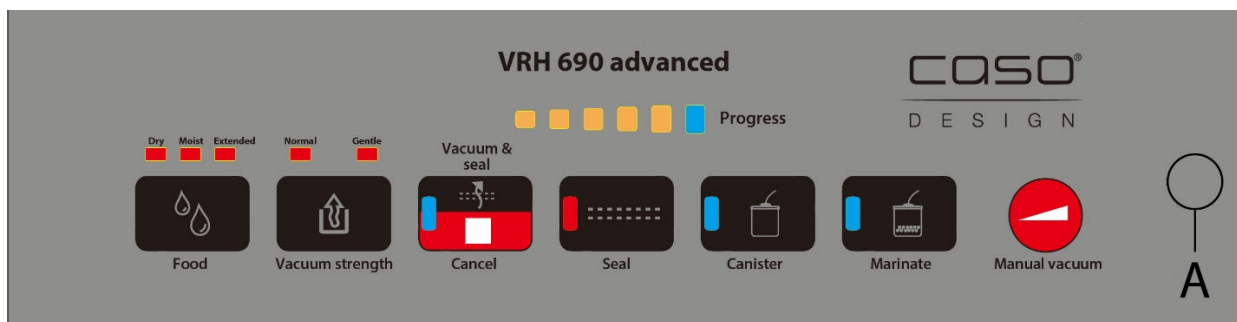 VRH 690 advanced
caso®
DESIGN
Progress
Dry Moist Extended Normal Gentle
Vacuum &
seal
Food Vacuum strength Cancel Seal Canister Marinate Manual vacuum
A